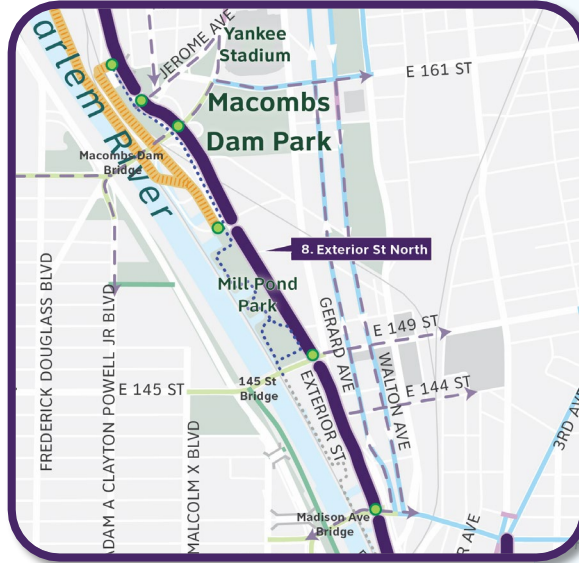 arlem River
JEROME AVE
Yankee
Stadium
E 161 ST
Macombs
Dam Park
Macombs Dam
Bridge
8. Exterior St North
Mill Pond
Park
FREDERICK DOUGLASS BLVD
ADAM A CLAYTON POWELL JR BLVD
MALCOLM X BLVD
E 145 ST
145 St
Bridge
GERARD AVE
WALTON AVE
E 149 ST
E 144 ST
EXTERIOR ST
3RD AVE
Madison Ave
Bridge
R AVE